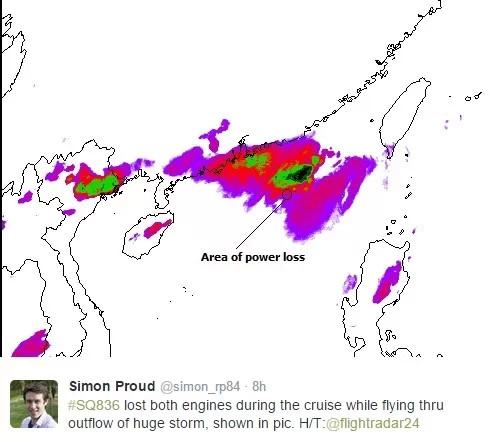 Area of power loss
Simon Proud @simon_rp84 · 8h
#SQ836 lost both engines during the cruise while flying thru
outflow of huge storm, shown in pic. H/T:@flightradar24